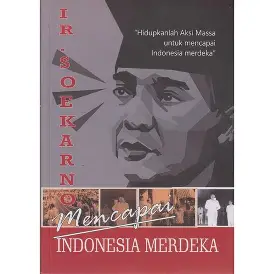 IR. SOEKARNO
"Hidupkanlah Aksi Massa
untuk mencapai
Indonesia merdeka"
Mencapai
INDONESIA MERDEKA